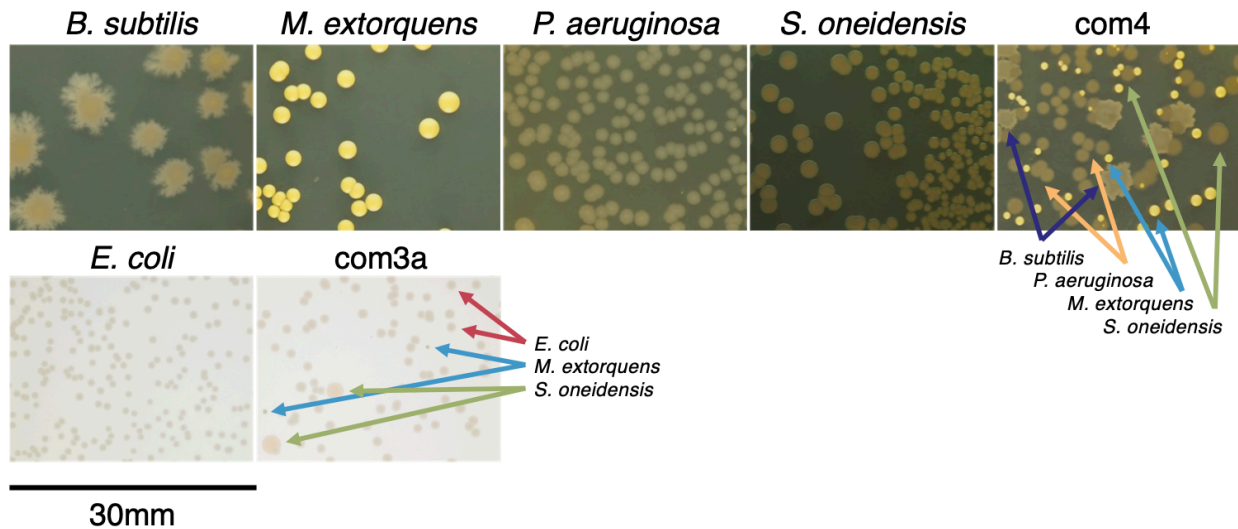 B. subtilis
M. extorquens
P. aeruginosa
S. oneidensis
com4
B. subtilis
P. aeruginosa
M. extorquens
S. oneidensis
E. coli
com3a
E. coli
M. extorquens
S. oneidensis
30mm